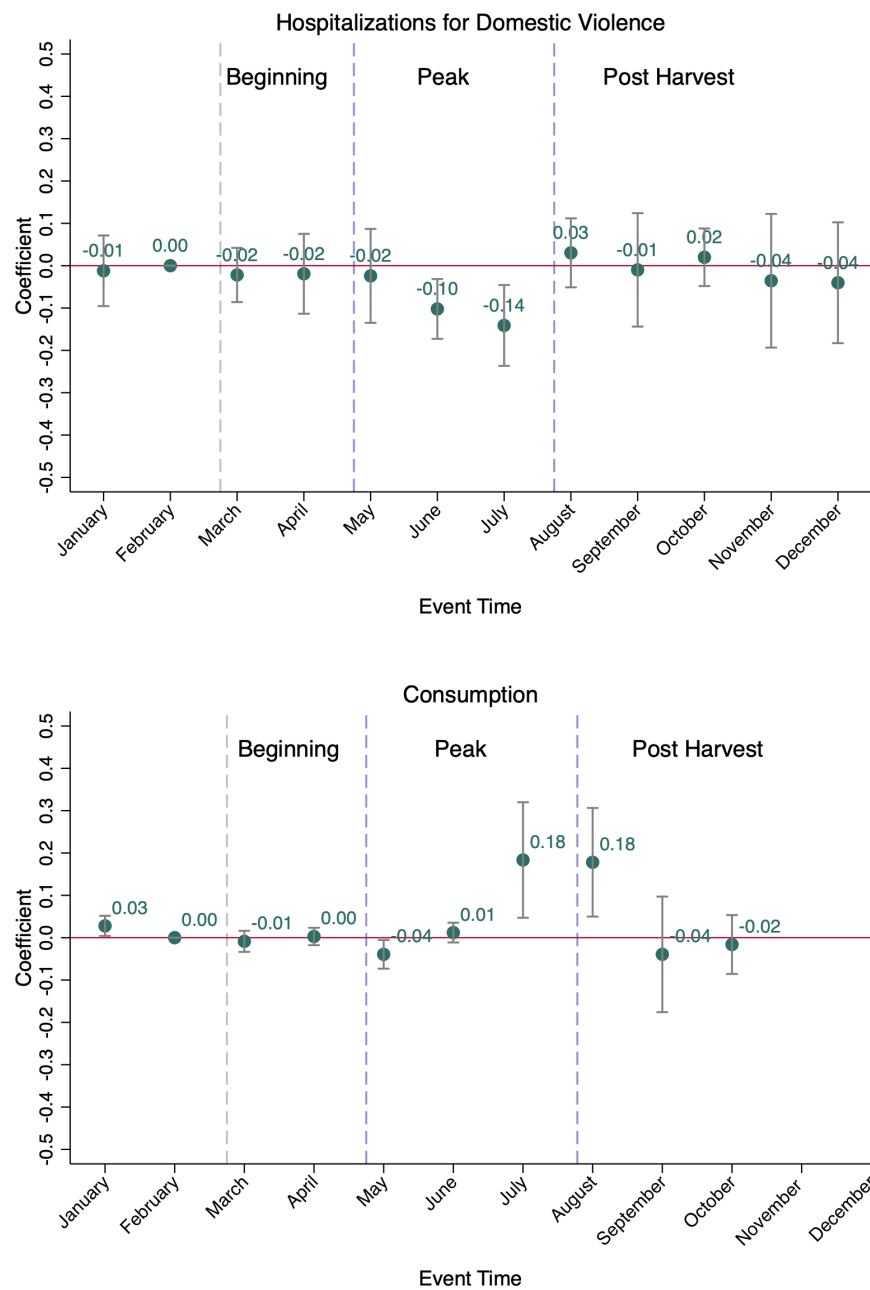 Hospitalizations for Domestic Violence
Beginning Peak Post Harvest
Coefficient
0.5
0.4
0.3
0.2
0.1
0.0
-0.1
-0.2
-0.3
-0.4
-0.5
-0.01 0.00 -0.02 -0.02 -0.02 -0.10 -0.14 0.03 -0.01 0.02 -0.04 -0.04
January February March April May June July August September October November December
Event Time
Consumption
Beginning Peak Post Harvest
Coefficient
0.5
0.4
0.3
0.2
0.1
0.0
-0.1
-0.2
-0.3
-0.4
-0.5
0.03 0.00 -0.01 0.00 -0.04 0.01 0.18 0.18 -0.04 -0.02
January February March April May June July August September October November December
Event Time